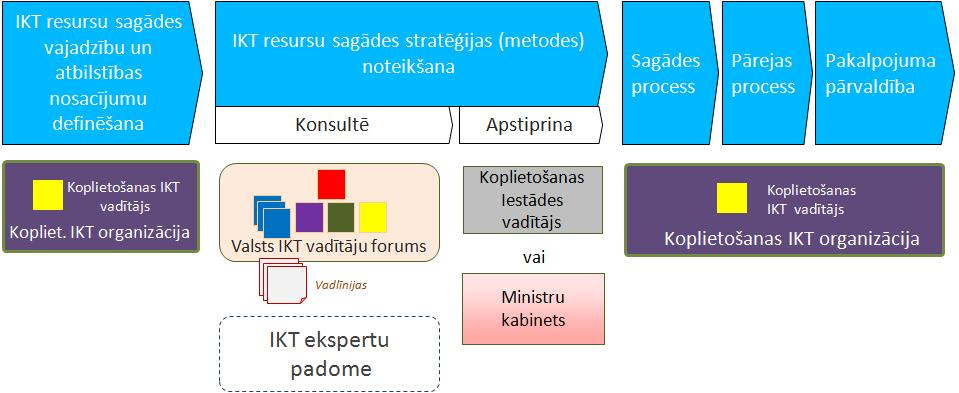 IKT resursu sagādes
vajadzību un
atbilstības
nosacījumu
definēšana
IKT resursu sagādes stratēģijas (metodes)
noteikšana
Konsultē
Apstiprina
Sagādes
process
Pārejas
process
Pakalpojuma
pārvaldība
Koplietošanas IKT
vadītājs
Kopliet. IKT organizācija
Valsts IKT vadītāju forums
Vadlīnijas
IKT ekspertu
padome
Koplietošanas
Iestādes
vadītājs
vai
Ministru
kabinets
Koplietošanas
IKT vadītājs
Koplietošanas IKT organizācija